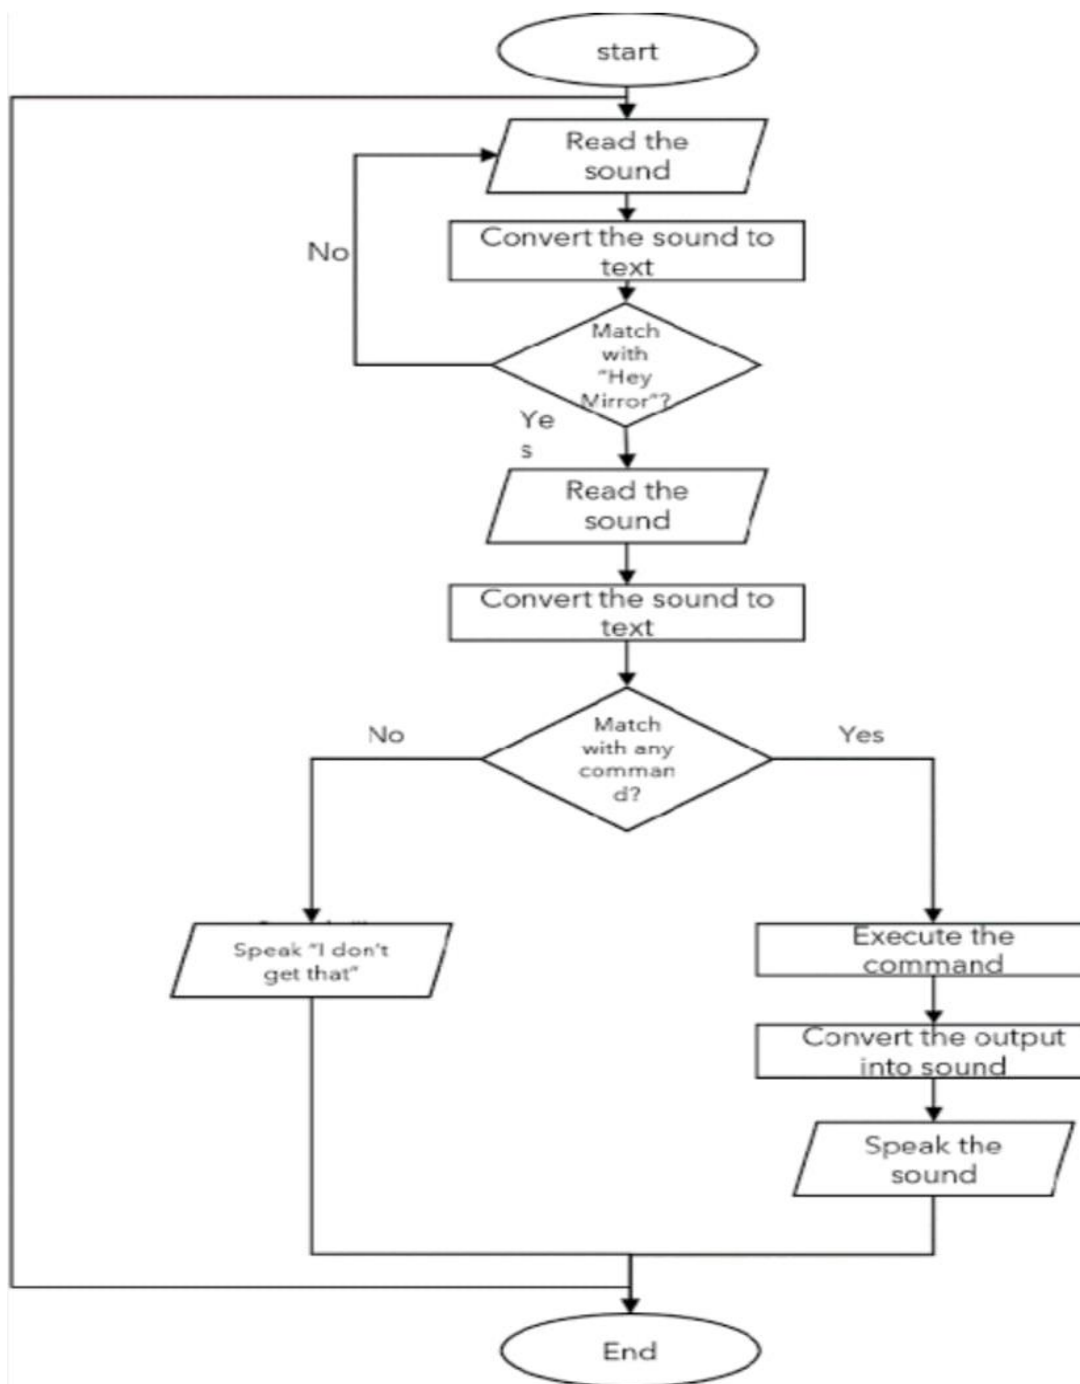 start
Read the
sound
Convert the sound to
text
No
Match
with
“Hey
Mirror”?
Ye
s
Read the
sound
Convert the sound to
text
No
Match
with any
comman
d?
Yes
Speak “I don't
get that”
Execute the
command
Convert the output
into sound
Speak the
sound
End